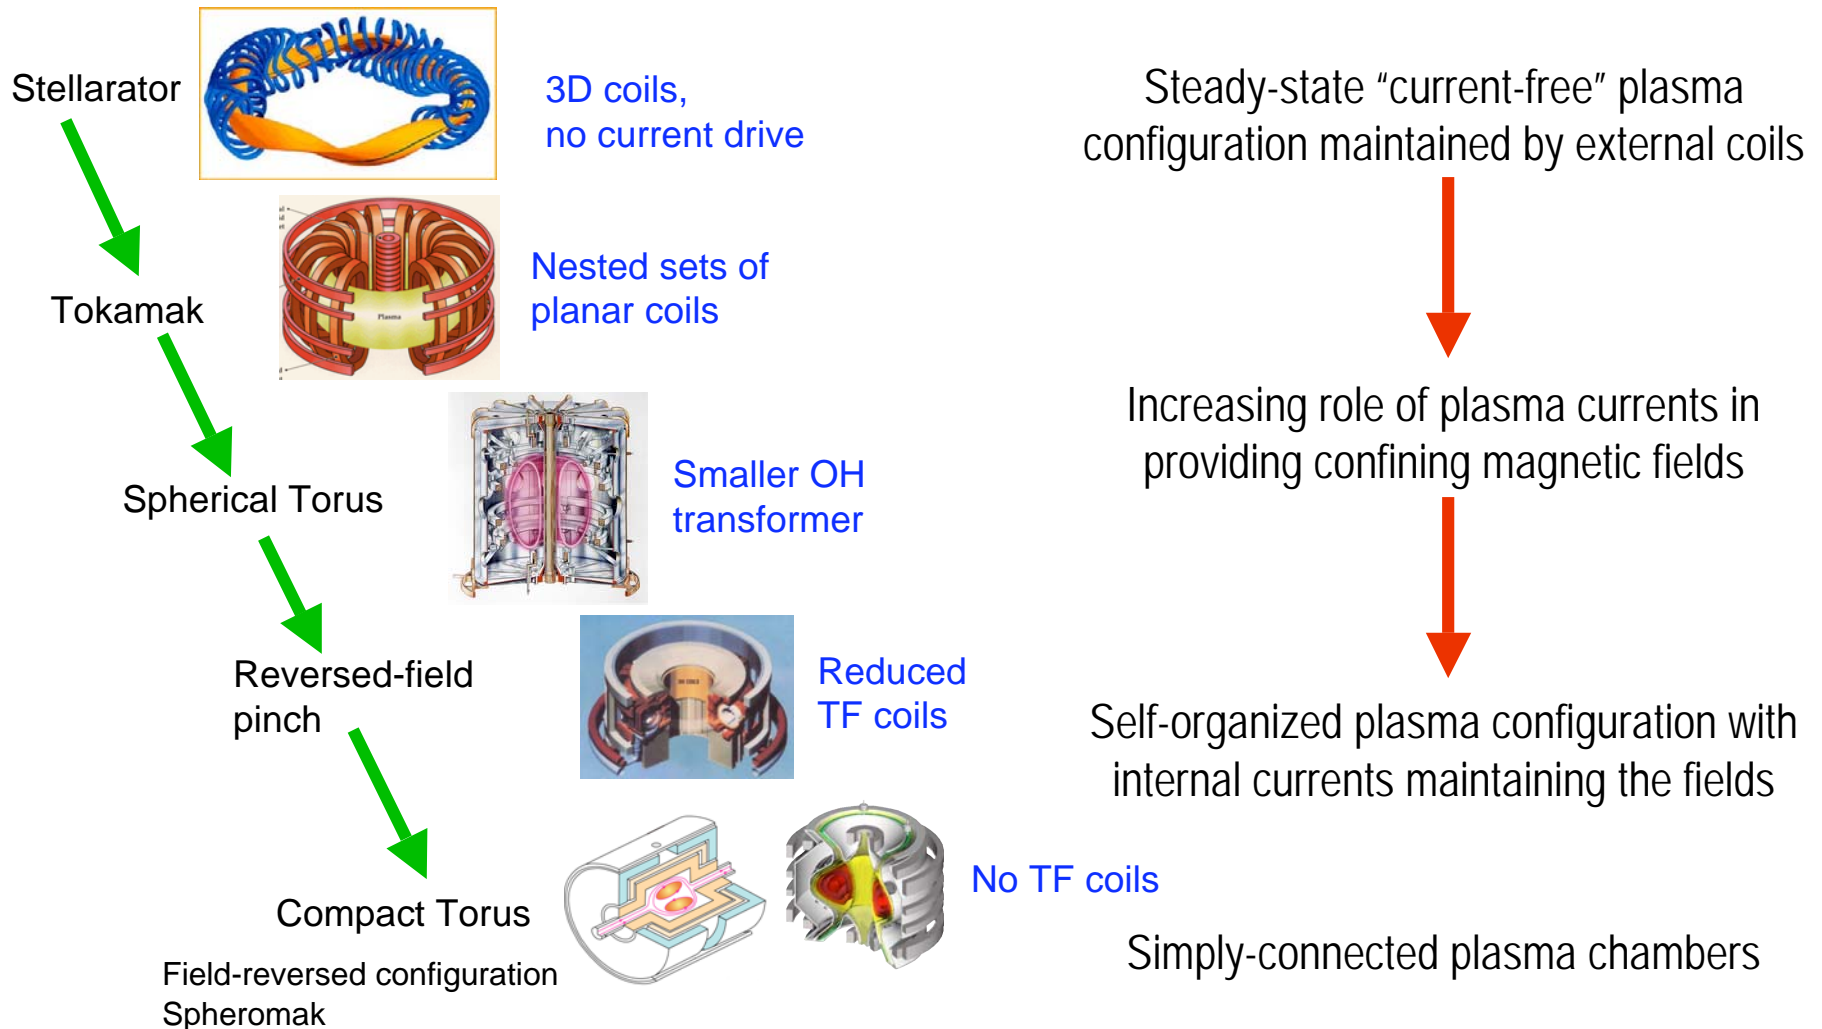 Stellarator
3D coils,
no current drive
Steady-state “current-free” plasma
configuration maintained by external coils
Tokamak
Plasma
Nested sets of
planar coils
Increasing role of plasma currents in
providing confining magnetic fields
Spherical Torus
Smaller OH
transformer
Reversed-field
pinch
Reduced
TF coils
Self-organized plasma configuration with
internal currents maintaining the fields
Compact Torus
No TF coils
Simply-connected plasma chambers
Field-reversed configuration
Spheromak